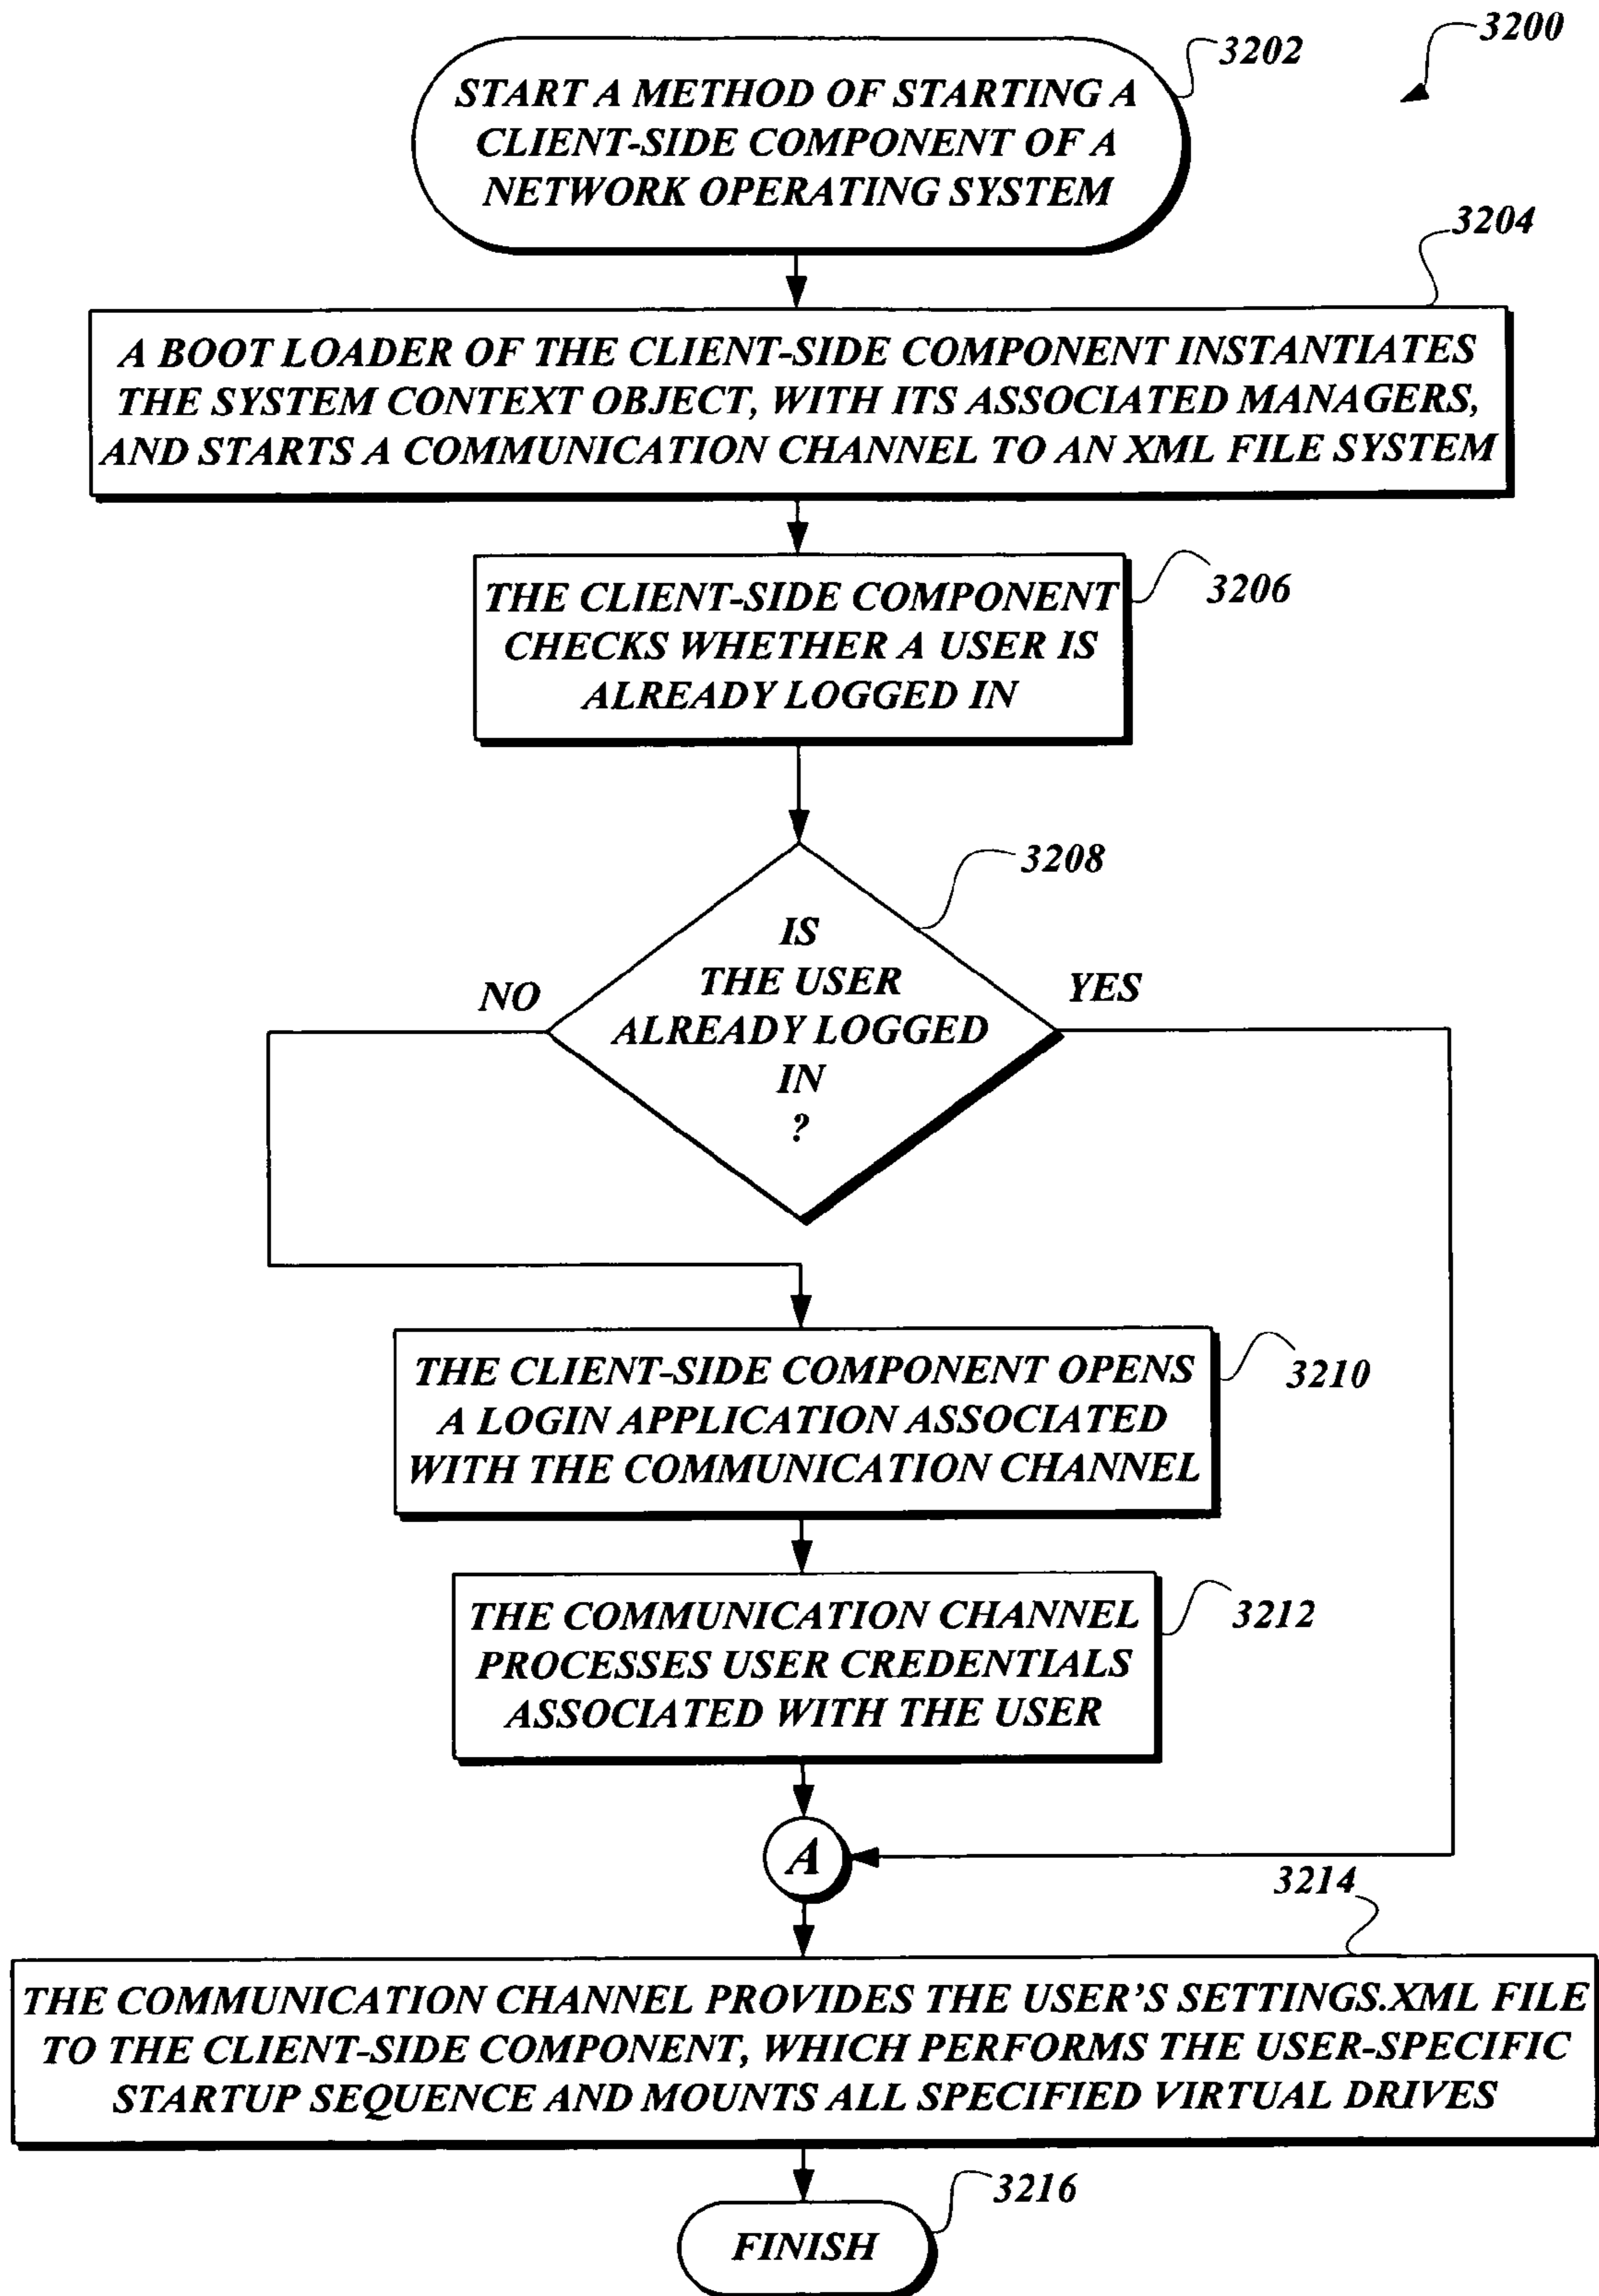 3200
3202
START A METHOD OF STARTING A
CLIENT-SIDE COMPONENT OF A
NETWORK OPERATING SYSTEM
3204
A BOOT LOADER OF THE CLIENT-SIDE COMPONENT INSTANTIATES
THE SYSTEM CONTEXT OBJECT, WITH ITS ASSOCIATED MANAGERS,
AND STARTS A COMMUNICATION CHANNEL TO AN XML FILE SYSTEM
THE CLIENT-SIDE COMPONENT
CHECKS WHETHER A USER IS
ALREADY LOGGED IN
3206
3208
IS
THE USER
ALREADY LOGGED
IN
?
NO
YES
THE CLIENT-SIDE COMPONENT OPENS
A LOGIN APPLICATION ASSOCIATED
WITH THE COMMUNICATION CHANNEL
3210
THE COMMUNICATION CHANNEL
PROCESSES USER CREDENTIALS
ASSOCIATED WITH THE USER
3212
A
3214
THE COMMUNICATION CHANNEL PROVIDES THE USER'S SETTINGS.XML FILE
TO THE CLIENT-SIDE COMPONENT, WHICH PERFORMS THE USER-SPECIFIC
STARTUP SEQUENCE AND MOUNTS ALL SPECIFIED VIRTUAL DRIVES
3216
FINISH